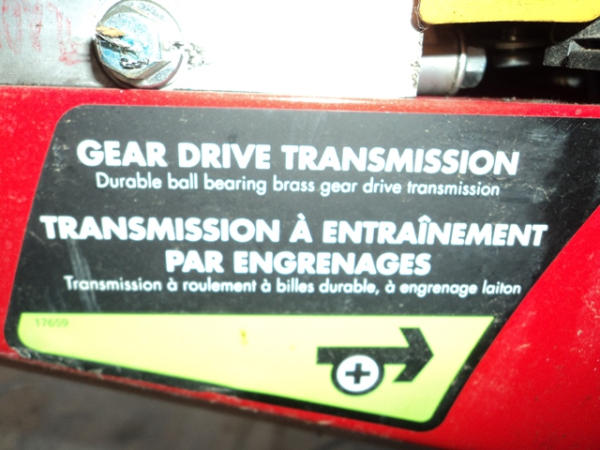 GEAR DRIVE TRANSMISSION
Durable ball bearing brass gear drive transmission
TRANSMISSION À ENTRAÎNEMENT
PAR ENGRENAGES
Transmission à roulement à billes durable, à engrenage laiton
17659